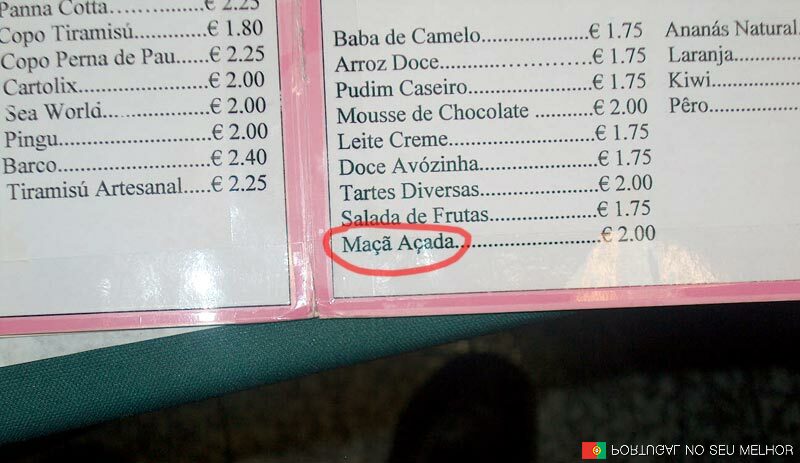 Panna Cotta.............€ 2.25
Copo Tiramisú.........€ 1.80
Copo Perna de Pau.....€ 2.25
Cartolix....................€ 2.00
Sea World................€ 2.00
Pingu.......................€ 2.00
Barco.......................€ 2.40
Tiramisú Artesanal.....€ 2.25
Baba de Camelo....................€ 1.75
Arroz Doce...........................€ 1.75
Pudim Caseiro.......................€ 1.75
Mousse de Chocolate ............€ 2.00
Leite Creme..........................€ 1.75
Doce Avózinha......................€ 1.75
Tartes Diversas......................€ 2.00
Salada de Frutas....................€ 1.75
Maçã Açada..........................€ 2.00
Ananás Natural
Laranja
Kiwi
Pêro
PORTUGAL NO SEU MELHOR